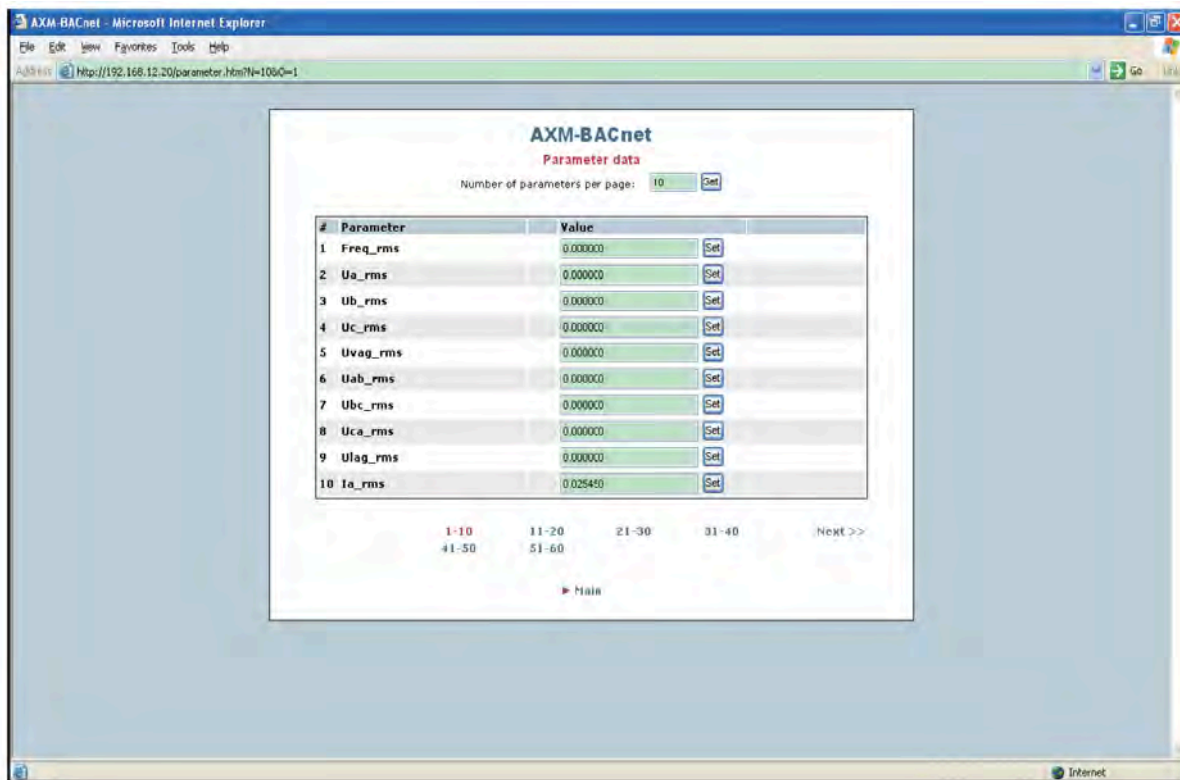 AXM-BACnet - Microsoft Internet Explorer
File Edit View Favorites Tools Help
Address http://192.168.12.20/parameter.htm?N=10&O=1 Go
AXM-BACnet
Parameter data
Number of parameters per page: 10 Set
# Parameter Value
1 Freq_rms 0.000000 Set
2 Ua_rms 0.000000 Set
3 Ub_rms 0.000000 Set
4 Uc_rms 0.000000 Set
5 Uvag_rms 0.000000 Set
6 Uab_rms 0.000000 Set
7 Ubc_rms 0.000000 Set
8 Uca_rms 0.000000 Set
9 Ulag_rms 0.000000 Set
10 Ia_rms Set
1-10 11-20 21-30 31-40 Next >>
41-50 51-60
Main
Internet